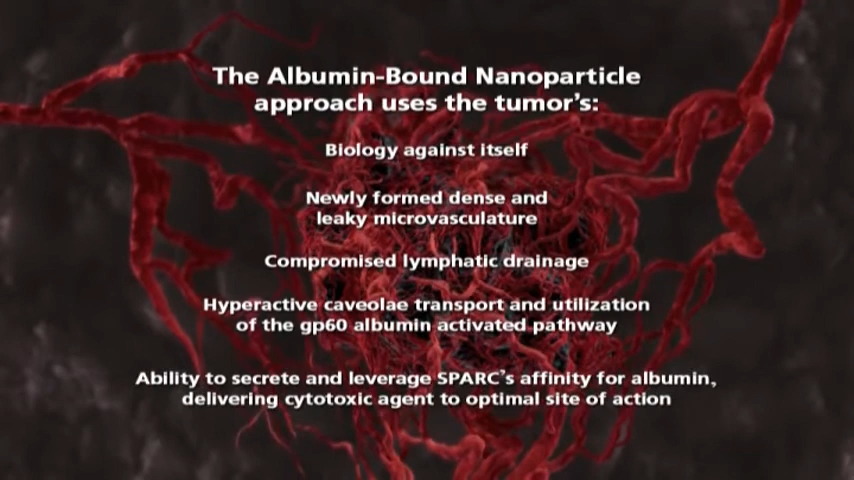 The Albumin-Bound Nanoparticle
approach uses the tumor's:
Biology against itself
Newly formed dense and
leaky microvasculature
Compromised lymphatic drainage
Hyperactive caveolae transport and utilization
of the gp60 albumin activated pathway
Ability to secrete and leverage SPARC's affinity for albumin,
delivering cytotoxic agent to optimal site of action